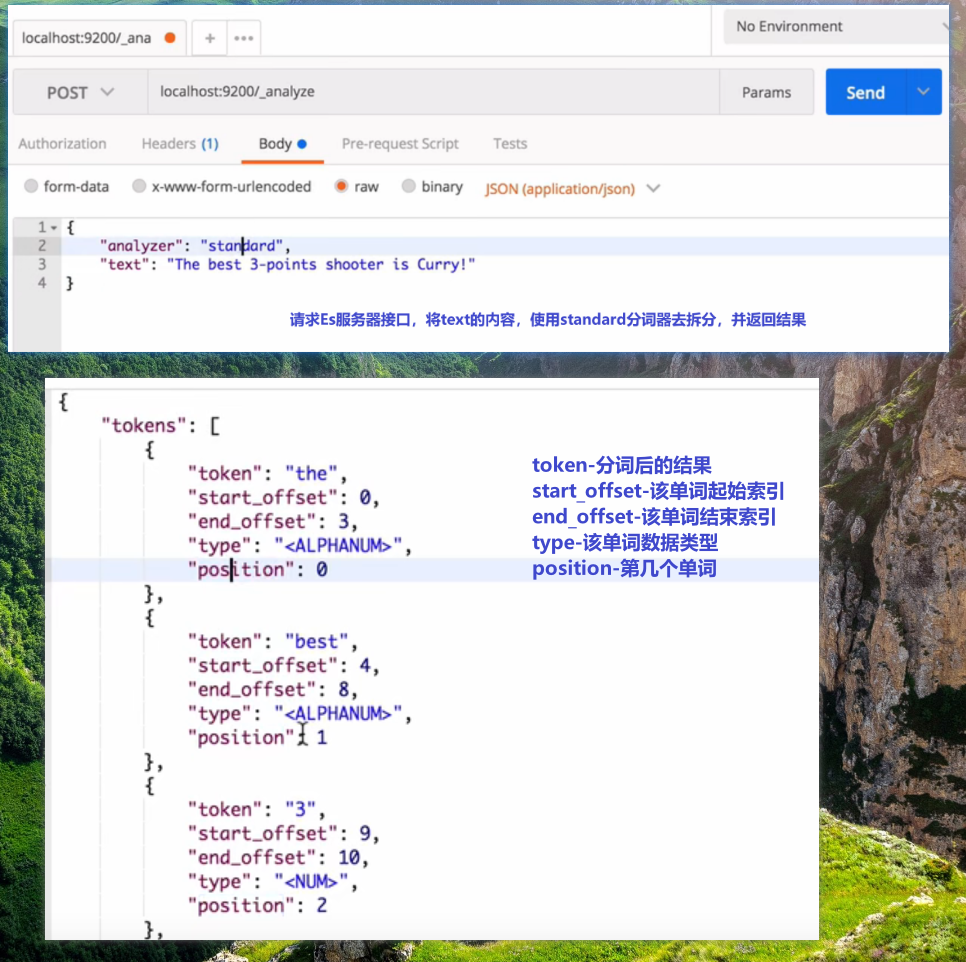 localhost:9200/_ana
No Environment
POST localhost:9200/_analyze Params Send
Authorization Headers (1) Body Pre-request Script Tests
form-data x-www-form-urlencoded raw binary JSON (application/json)
1 {
2 "analyzer": "standard",
3 "text": "The best 3-points shooter is Curry!"
4 }
请求Es服务器接口，将text的内容，使用standard分词器去拆分，并返回结果
{
"tokens": [
{
"token": "the",
"start_offset": 0,
"end_offset": 3,
"type": "<ALPHANUM>",
"position": 0
},
{
"token": "best",
"start_offset": 4,
"end_offset": 8,
"type": "<ALPHANUM>",
"position": 1
},
{
"token": "3",
"start_offset": 9,
"end_offset": 10,
"type": "<NUM>",
"position": 2
},
token-分词后的结果
start_offset-该单词起始索引
end_offset-该单词结束索引
type-该单词数据类型
position-第几个单词